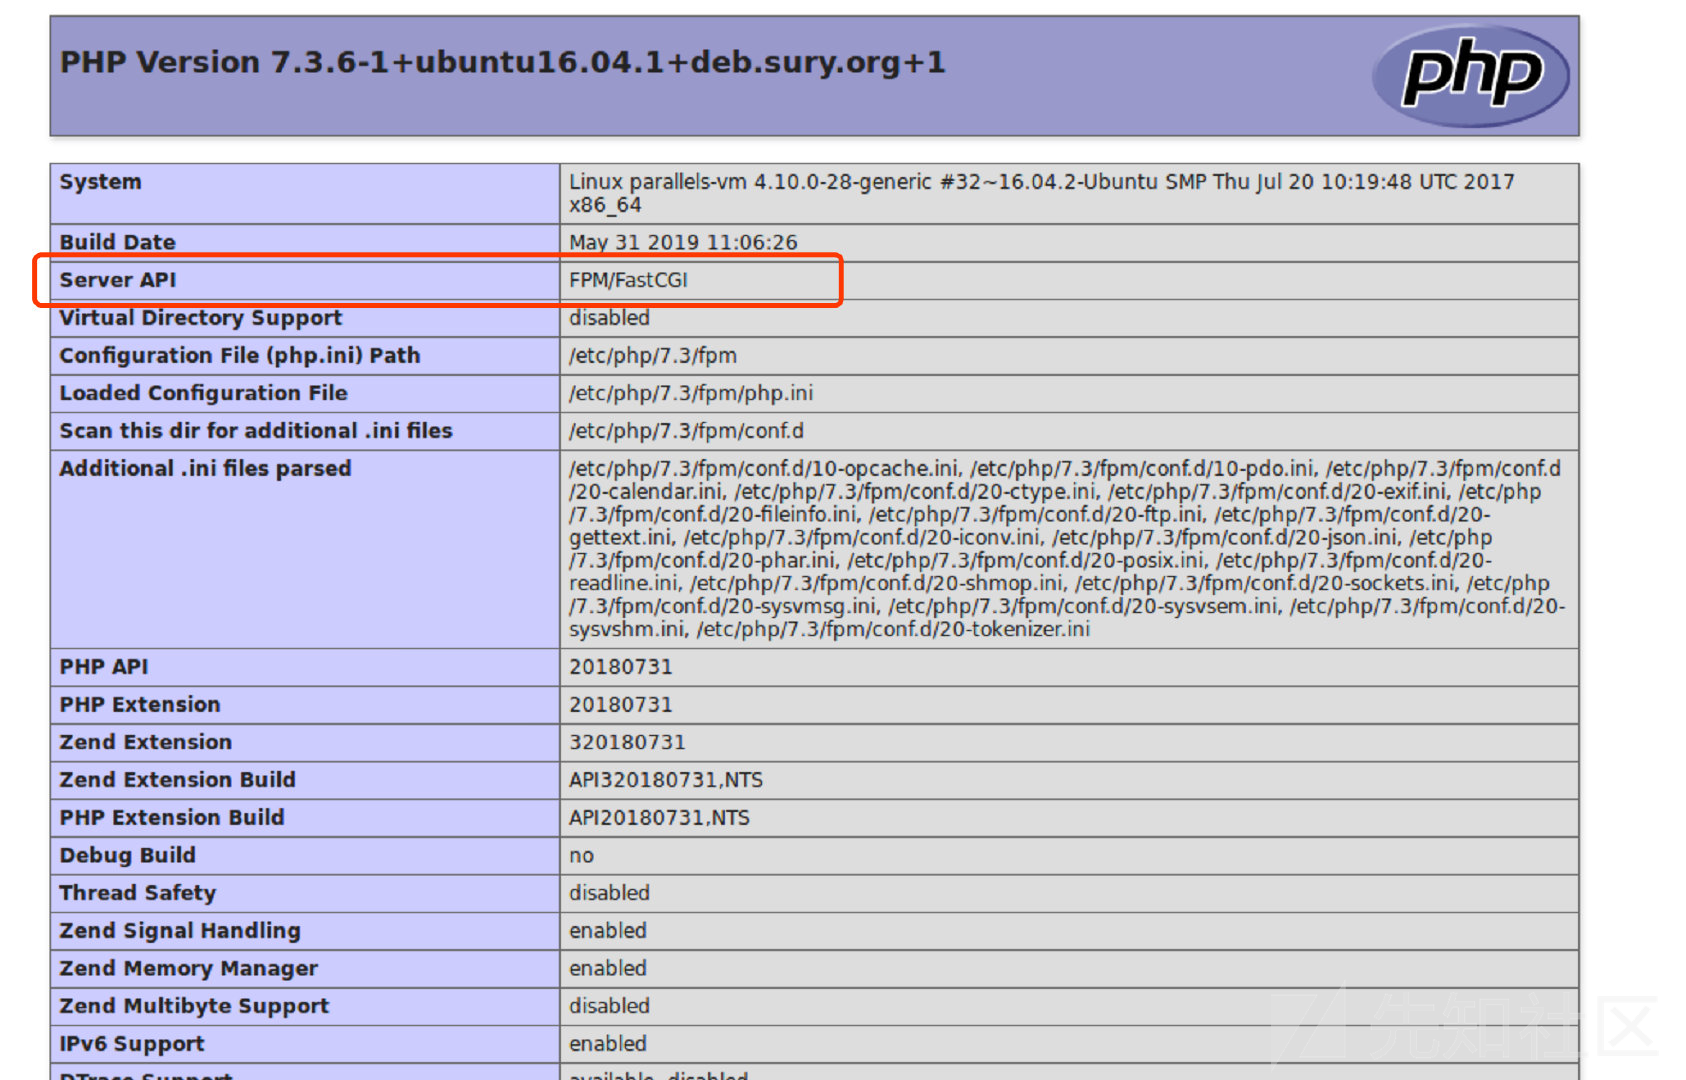 PHP Version 7.3.6-1+ubuntu16.04.1+deb.sury.org+1
php
System
Linux parallels-vm 4.10.0-28-generic #32~16.04.2-Ubuntu SMP Thu Jul 20 10:19:48 UTC 2017
x86_64
Build Date
May 31 2019 11:06:26
Server API
FPM/FastCGI
Virtual Directory Support
disabled
Configuration File (php.ini) Path
/etc/php/7.3/fpm
Loaded Configuration File
/etc/php/7.3/fpm/php.ini
Scan this dir for additional .ini files
/etc/php/7.3/fpm/conf.d
Additional .ini files parsed
/etc/php/7.3/fpm/conf.d/10-opcache.ini, /etc/php/7.3/fpm/conf.d/10-pdo.ini, /etc/php/7.3/fpm/conf.d
/20-calendar.ini, /etc/php/7.3/fpm/conf.d/20-ctype.ini, /etc/php/7.3/fpm/conf.d/20-exif.ini, /etc/php
/7.3/fpm/conf.d/20-fileinfo.ini, /etc/php/7.3/fpm/conf.d/20-ftp.ini, /etc/php/7.3/fpm/conf.d/20-
gettext.ini, /etc/php/7.3/fpm/conf.d/20-iconv.ini, /etc/php/7.3/fpm/conf.d/20-json.ini, /etc/php
/7.3/fpm/conf.d/20-phar.ini, /etc/php/7.3/fpm/conf.d/20-posix.ini, /etc/php/7.3/fpm/conf.d/20-
readline.ini, /etc/php/7.3/fpm/conf.d/20-shmop.ini, /etc/php/7.3/fpm/conf.d/20-sockets.ini, /etc/php
/7.3/fpm/conf.d/20-sysvmsg.ini, /etc/php/7.3/fpm/conf.d/20-sysvsem.ini, /etc/php/7.3/fpm/conf.d/20-
sysvshm.ini, /etc/php/7.3/fpm/conf.d/20-tokenizer.ini
PHP API
20180731
PHP Extension
20180731
Zend Extension
320180731
Zend Extension Build
API320180731,NTS
PHP Extension Build
API20180731,NTS
Debug Build
no
Thread Safety
disabled
Zend Signal Handling
enabled
Zend Memory Manager
enabled
Zend Multibyte Support
disabled
IPv6 Support
enabled
DTrace Support
available, disabled
先知社区